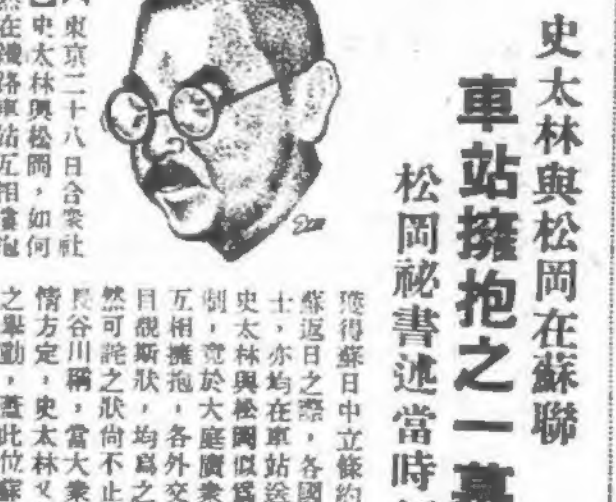 史太林與松岡在蘇聯
車站擁抱之一幕
松岡祕書述當時
東京二十八日合衆社
史太林與松岡，如何
在鐵路車站互相摟抱
獲得蘇日中立條約
蘇返日之際，各國
士，亦均在車站送
史太林與松岡似爲
制，竟於大庭廣衆
互相擁抱，各外交
目覩斯狀，均爲之
然可詫之狀尚不止
長谷川稱，當大衆
情方定，史太林又
之舉動，蓋此位蘇